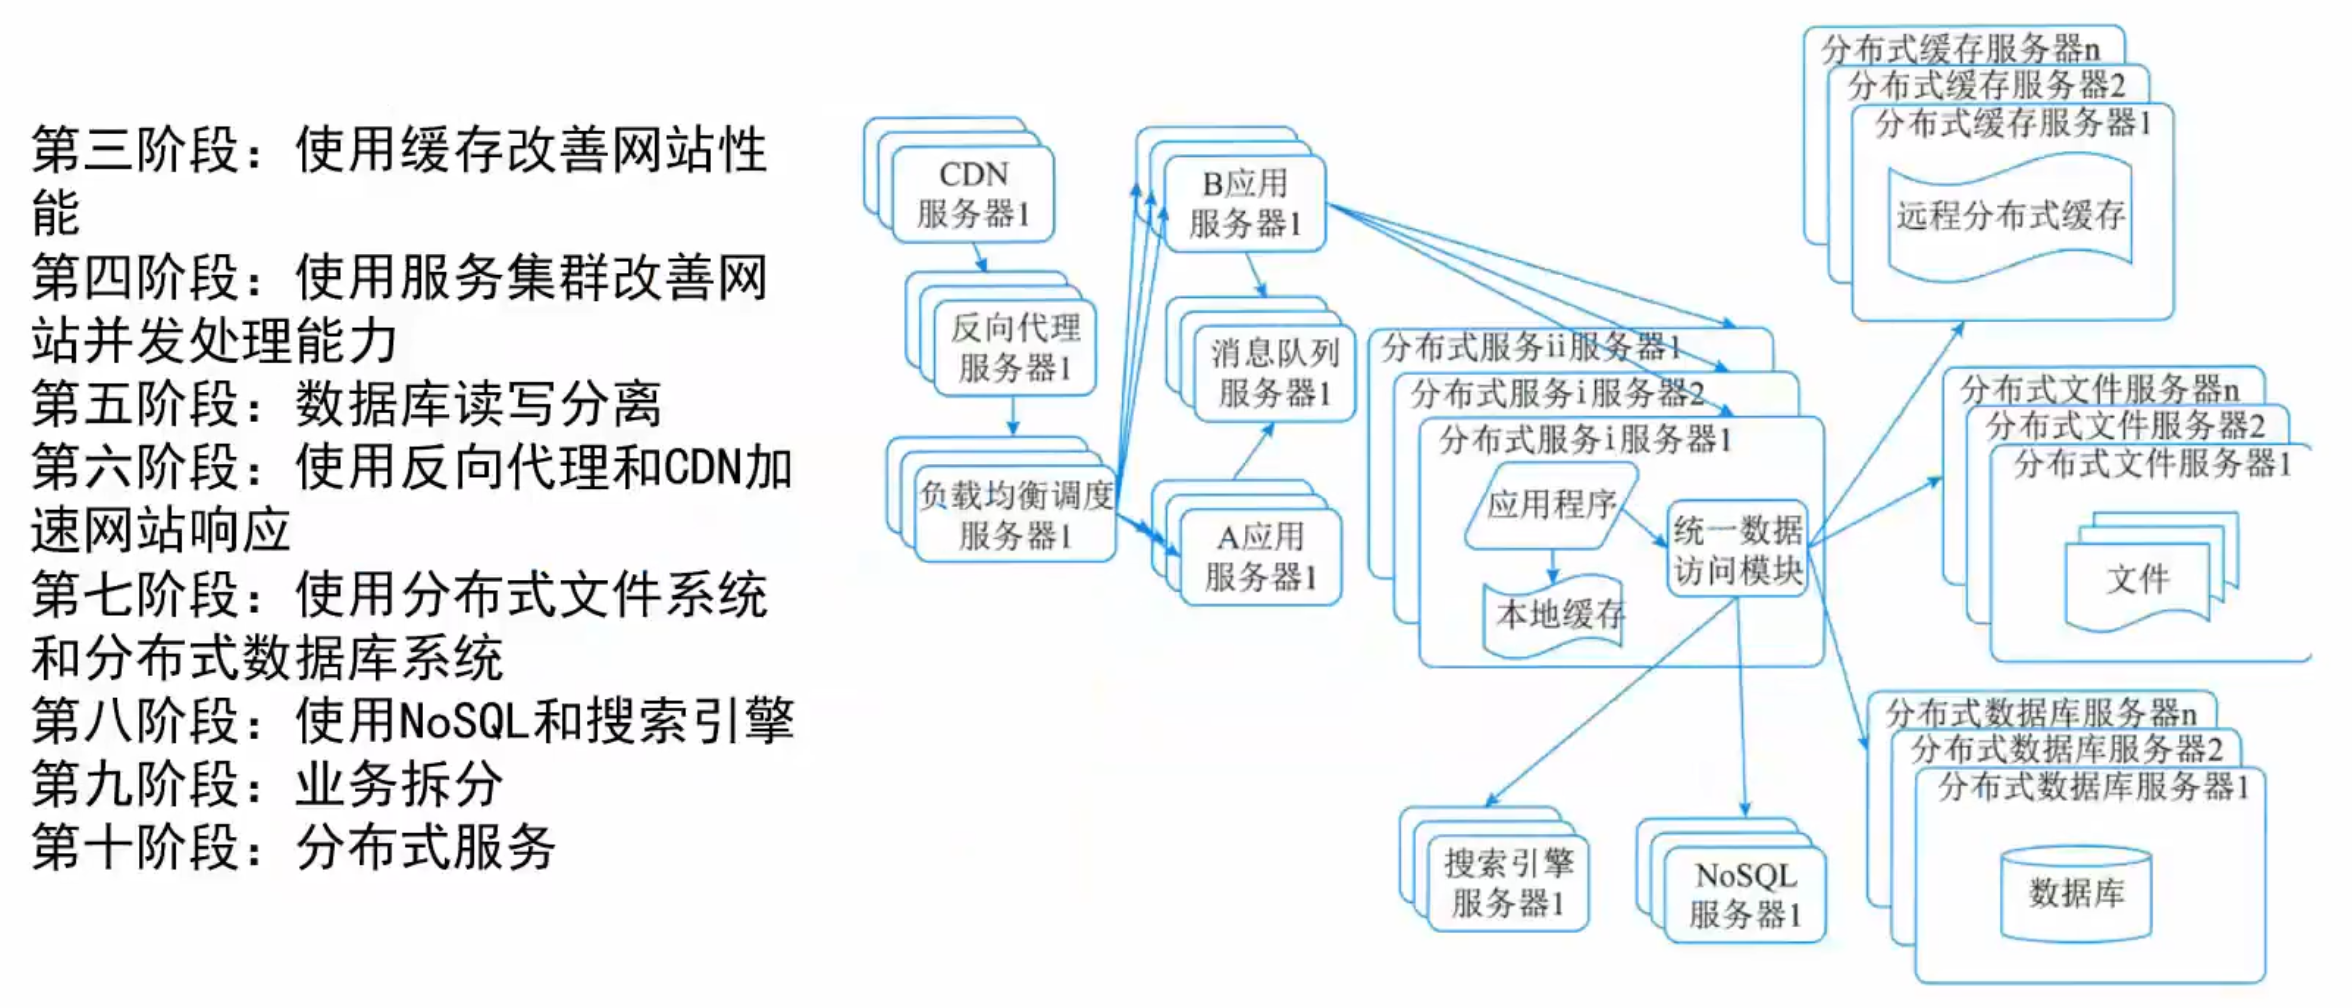 第三阶段：使用缓存改善网站性
能
第四阶段：使用服务集群改善网
站并发处理能力
第五阶段：数据库读写分离
第六阶段：使用反向代理和CDN加
速网站响应
第七阶段：使用分布式文件系统
和分布式数据库系统
第八阶段：使用NoSQL和搜索引擎
第九阶段：业务拆分
第十阶段：分布式服务
CDN
服务器1
反向代理
服务器1
负载均衡调度
服务器1
B应用
服务器1
消息队列
服务器1
A应用
服务器1
分布式服务ii服务器1
分布式服务i服务器2
分布式服务i服务器1
应用程序
本地缓存
统一数据
访问模块
搜索引擎
服务器1
NoSQL
服务器1
分布式缓存服务器n
分布式缓存服务器2
分布式缓存服务器1
远程分布式缓存
分布式文件服务器n
分布式文件服务器2
分布式文件服务器1
文件
分布式数据库服务器n
分布式数据库服务器2
分布式数据库服务器1
数据库